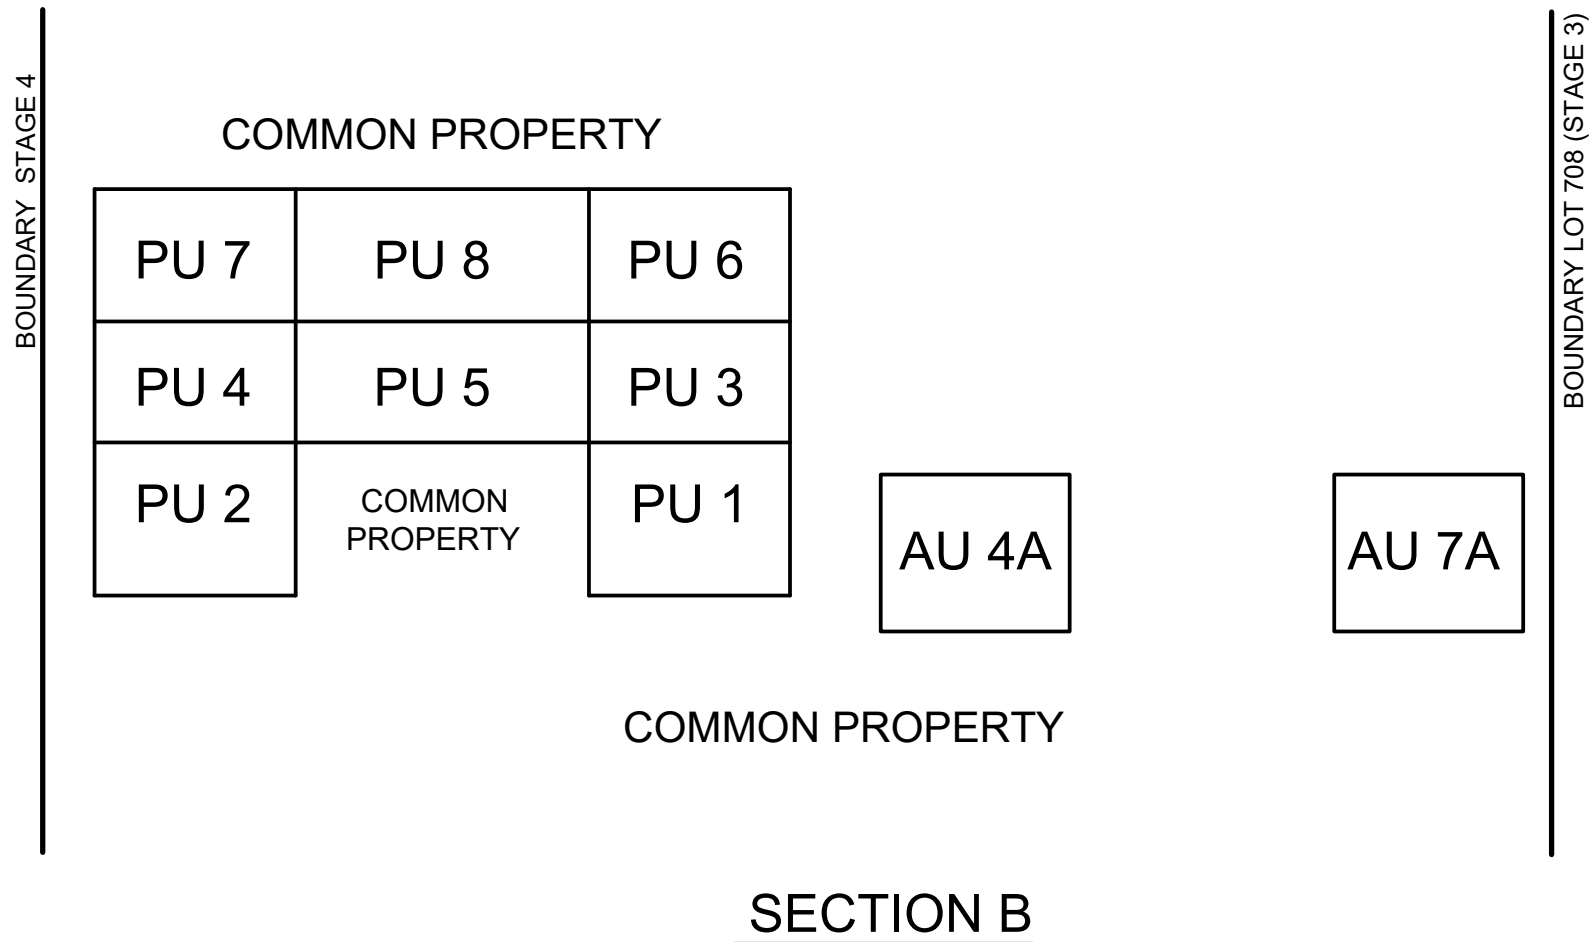 BOUNDARY STAGE 4
COMMON PROPERTY
BOUNDARY LOT 708 (STAGE 3)
PU 7
PU 8
PU 6
PU 4
PU 5
PU 3
PU 2
COMMON
PROPERTY
PU 1
AU 4A
AU 7A
COMMON PROPERTY
SECTION B